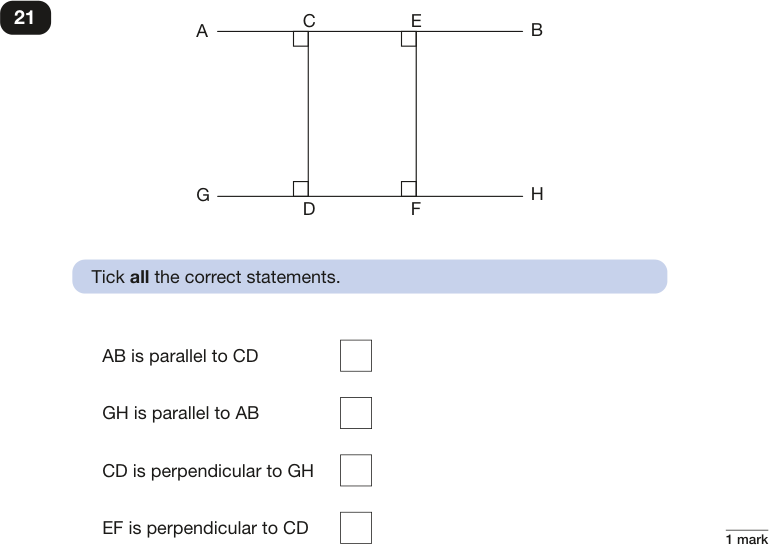 21
A C E B
G D F H
Tick all the correct statements.
AB is parallel to CD
GH is parallel to AB
CD is perpendicular to GH
EF is perpendicular to CD
1 mark